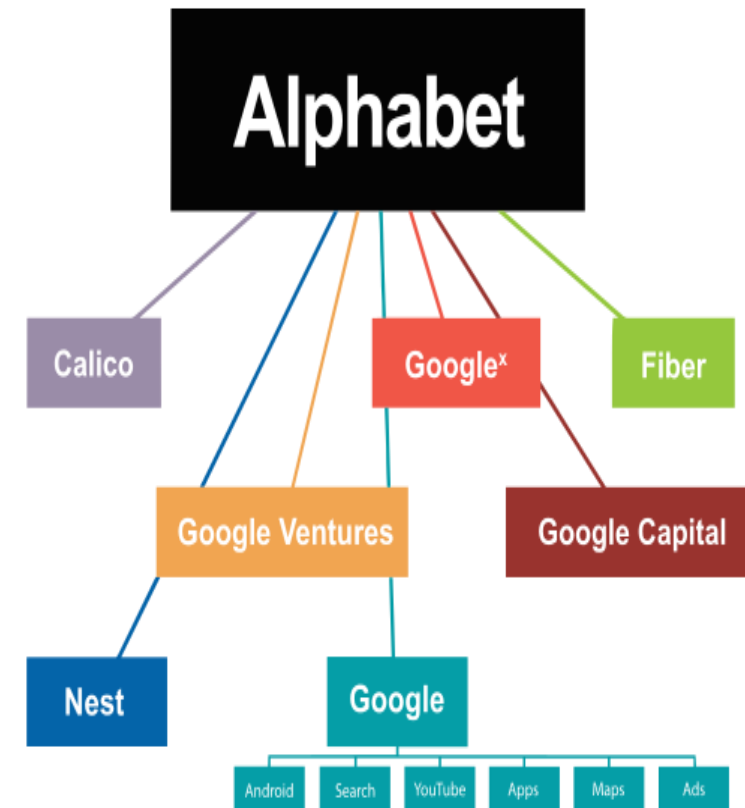 Alphabet
Calico
Googleˣ
Fiber
Google Ventures
Google Capital
Nest
Google
Android
Search
YouTube
Apps
Maps
Ads